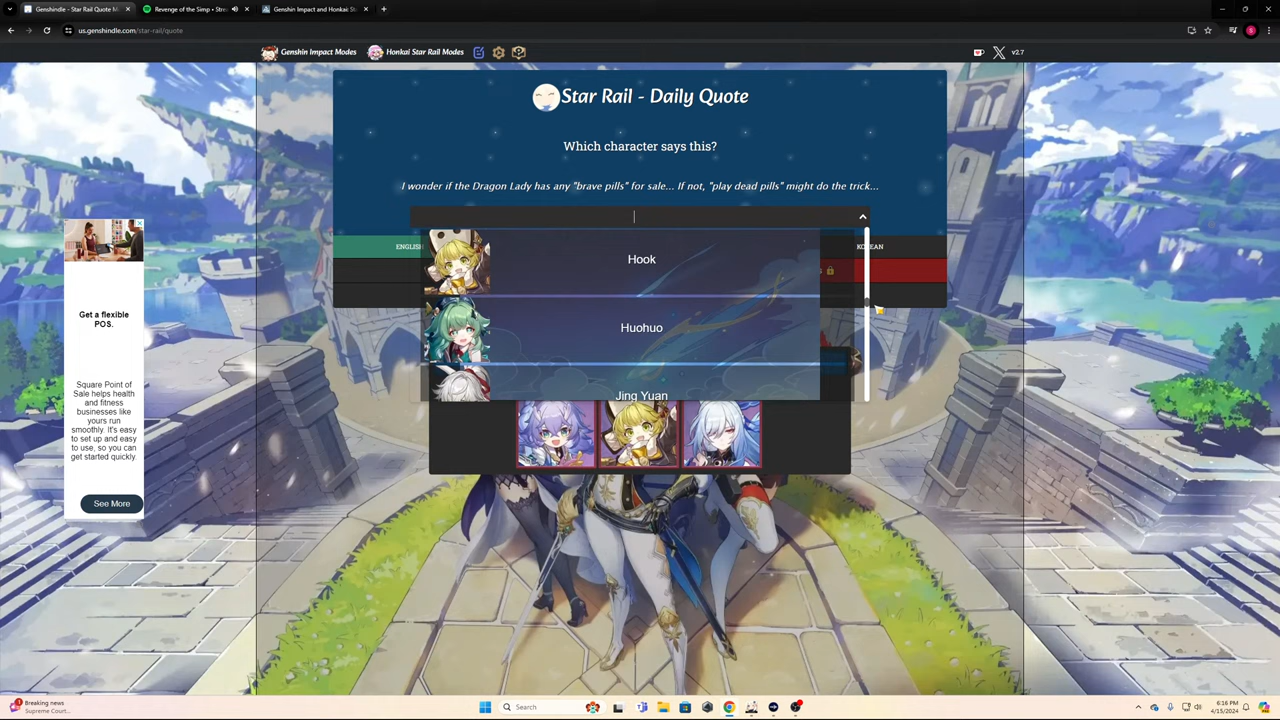 Genshindle - Star Rail Quote M
Revenge of the Simp • Stre
Genshin Impact and Honkai: St
us.genshindle.com/star-rail/quote
Genshin Impact Modes
Honkai Star Rail Modes
v2.7
Star Rail - Daily Quote
Which character says this?
I wonder if the Dragon Lady has any "brave pills" for sale... If not, "play dead pills" might do the trick...
ENGLISH
Hook
Huohuo
Jing Yuan
Get a flexible
POS.
Square Point of
Sale helps health
and fitness
businesses like
yours run
smoothly. It's easy
to set up and easy
to use, so you can
get started quickly.
See More
Breaking news
Supreme Court...
Search
6:16 PM
4/15/2024